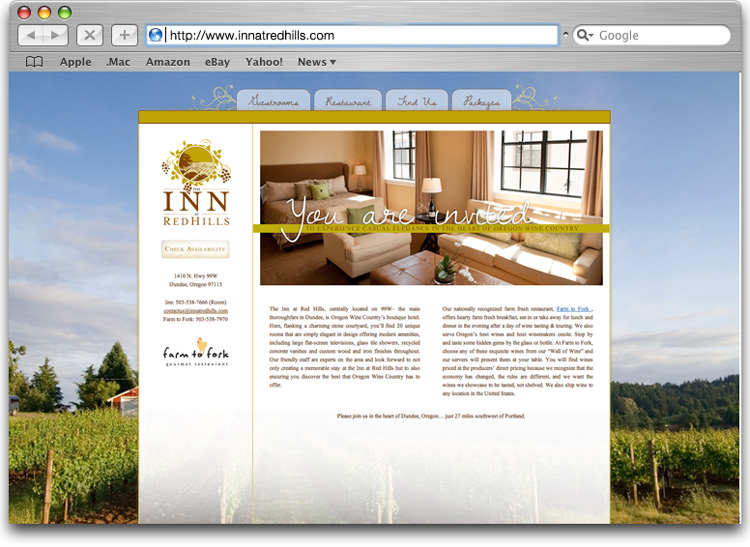 http://www.innatredhills.com
Google
Apple .Mac Amazon eBay Yahoo! News
Guestrooms Restaurant Find Us Packages
THE
INN
at
REDHILLS
CHECK AVAILABILITY
1410 N. Hwy 99W
Dundee, Oregon 97115
Inn: 503-538-7666 (Room)
contactus@innatredhills.com
Farm to Fork: 503-538-7970
farm to fork
gourmet restaurant
You are invited
TO EXPERIENCE CASUAL ELEGANCE IN THE HEART OF OREGON WINE COUNTRY
The Inn at Red Hills, centrally located on 99W- the main
thoroughfare in Dundee, is Oregon Wine Country's boutique hotel.
Here, flanking a charming stone courtyard, you'll find 20 unique
rooms that are simply elegant in design offering modern amenities,
including large flat-screen televisions, glass tile showers, recycled
concrete vanities and custom wood and iron finishes throughout.
Our friendly staff are experts on the area and look forward to not
only creating a memorable stay at the Inn at Red Hills but to also
ensuring you discover the best that Oregon Wine Country has to
offer.
Our nationally recognized farm fresh restaurant, Farm to Fork ,
offers hearty farm fresh breakfast, eat-in or take away for lunch and
dinner in the evening after a day of wine tasting & touring. We also
serve Oregon's best wines and host winemakers onsite. Stop by
and taste some hidden gems by the glass or bottle. At Farm to Fork,
choose any of these exquisite wines from our "Wall of Wine" and
our servers will present them at your table. You will find wines
priced at the producers' direct pricing because we recognize that the
economy has changed, the rules are different, and we want the
wines we showcase to be tasted, not shelved. We also ship wine to
any location in the United States.
Please join us in the heart of Dundee, Oregon… just 27 miles southwest of Portland.